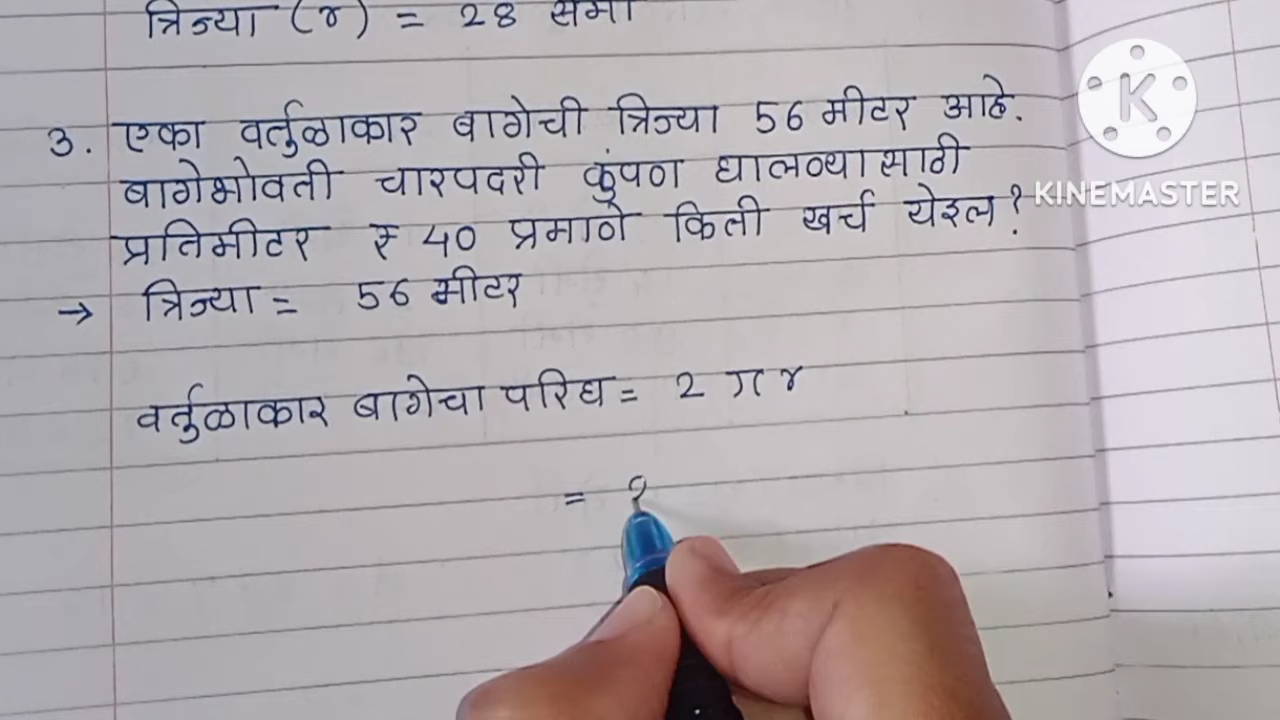 त्रिज्या (r) = 28 सेमी
3. एका वर्तुळाकार बागेची त्रिज्या 56 मीटर आहे.
बागेभोवती चारपदरी कुंपण घालण्यासाठी
प्रतिमीटर ₹ 40 प्रमाणे किती खर्च येईल?
→ त्रिज्या = 56 मीटर
वर्तुळाकार बागेचा परिघ = 2 π r
= 2
K
KINEMASTER